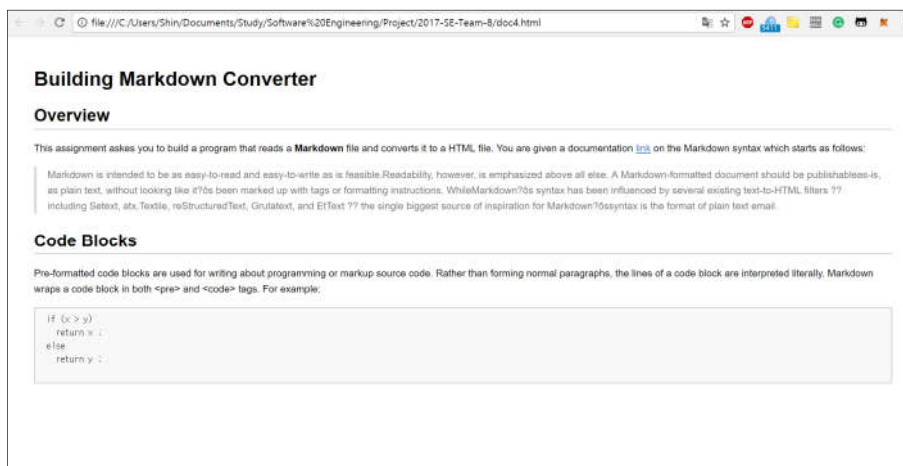 file:///C:/Users/Shin/Documents/Study/Software%20Engineering/Project/2017-SE-Team-8/doc4.html
Building Markdown Converter
Overview
This assignment askes you to build a program that reads a Markdown file and converts it to a HTML file. You are given a documentation link on the Markdown syntax which starts as follows:
Markdown is intended to be as easy-to-read and easy-to-write as is feasible.Readability, however, is emphasized above all else. A Markdown-formatted document should be publishableas-is,
as plain text, without looking like it?ôs been marked up with tags or formatting instructions. WhileMarkdown?ôs syntax has been influenced by several existing text-to-HTML filters ??
including Setext, atx,Textile, reStructuredText, Grutatext, and EtText ?? the single biggest source of inspiration for Markdown?ôssyntax is the format of plain text email.
Code Blocks
Pre-formatted code blocks are used for writing about programming or markup source code. Rather than forming normal paragraphs, the lines of a code block are interpreted literally. Markdown
wraps a code block in both <pre> and <code> tags. For example:
if (x > y)
return x ;
else
return y ;